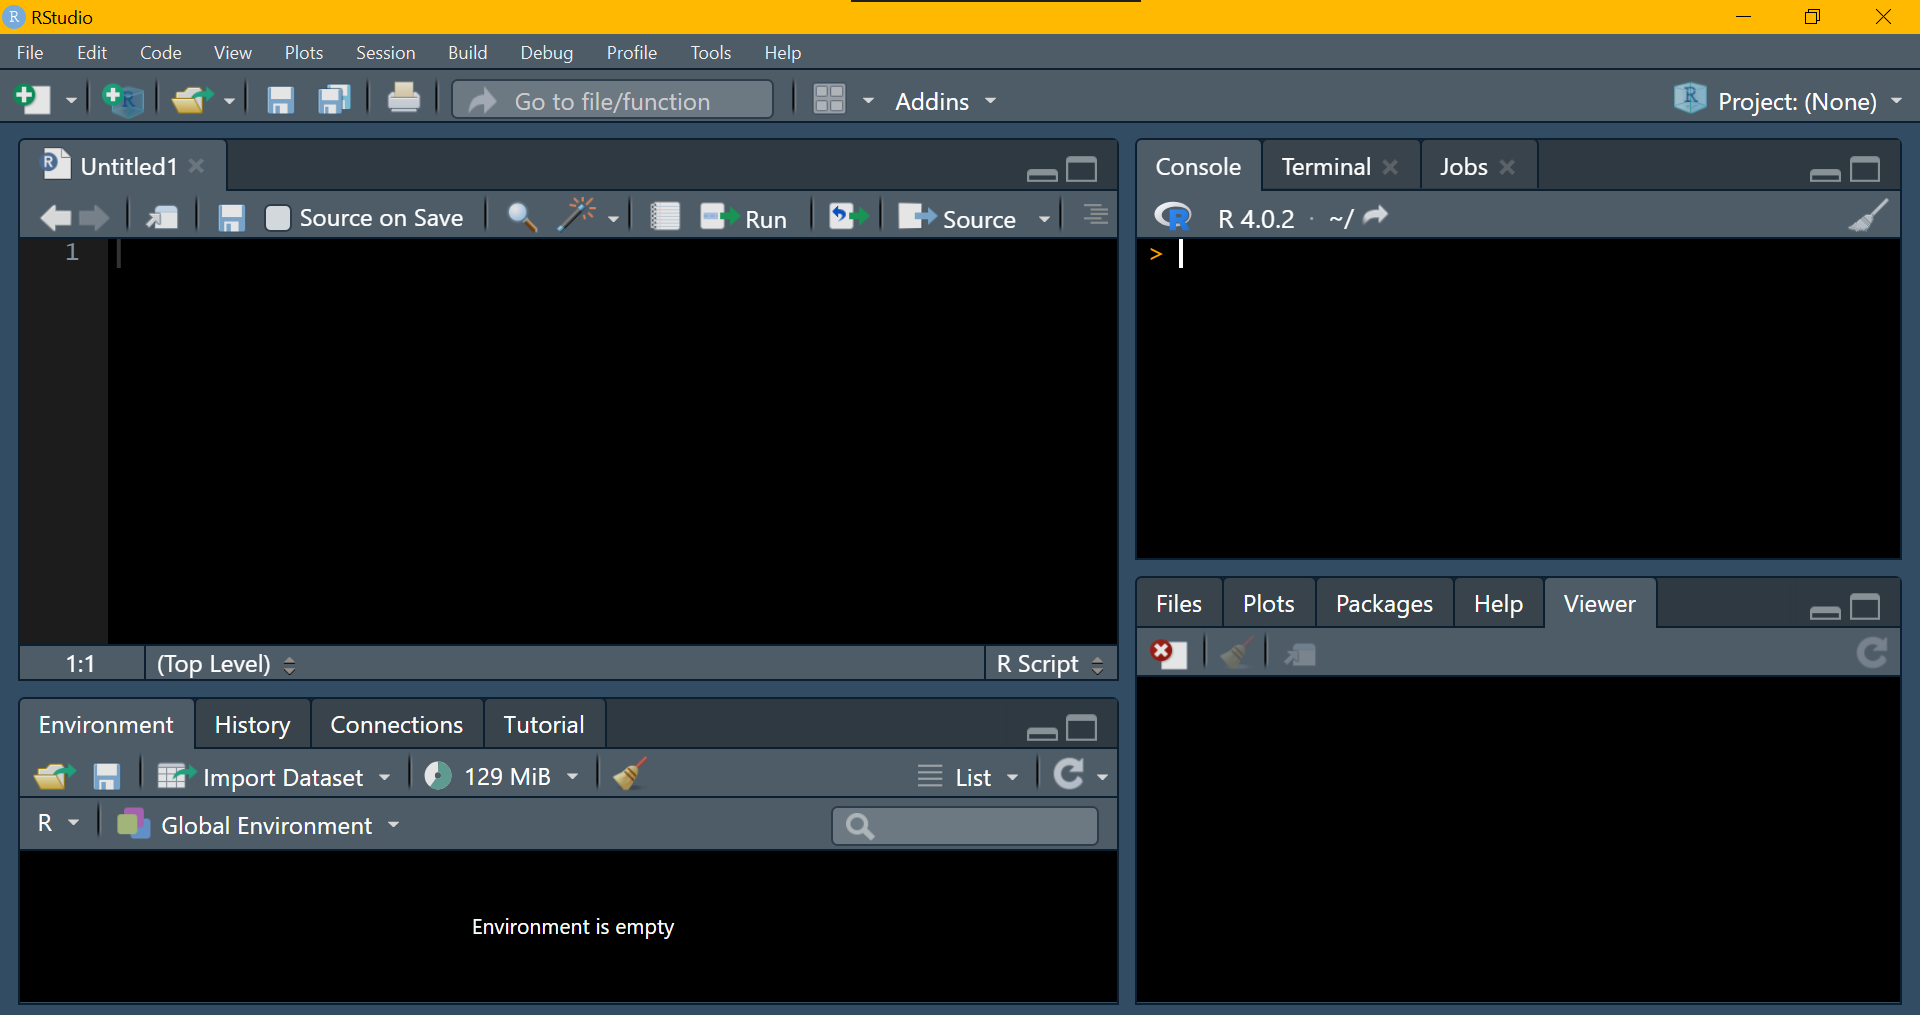 RStudio
File Edit Code View Plots Session Build Debug Profile Tools Help
Go to file/function Addins Project: (None)
Untitled1
Source on Save Run Source
1
1:1 (Top Level) R Script
Console Terminal Jobs
R 4.0.2 · ~/
>
Environment History Connections Tutorial
Import Dataset 129 MiB List
R Global Environment
Environment is empty
Files Plots Packages Help Viewer